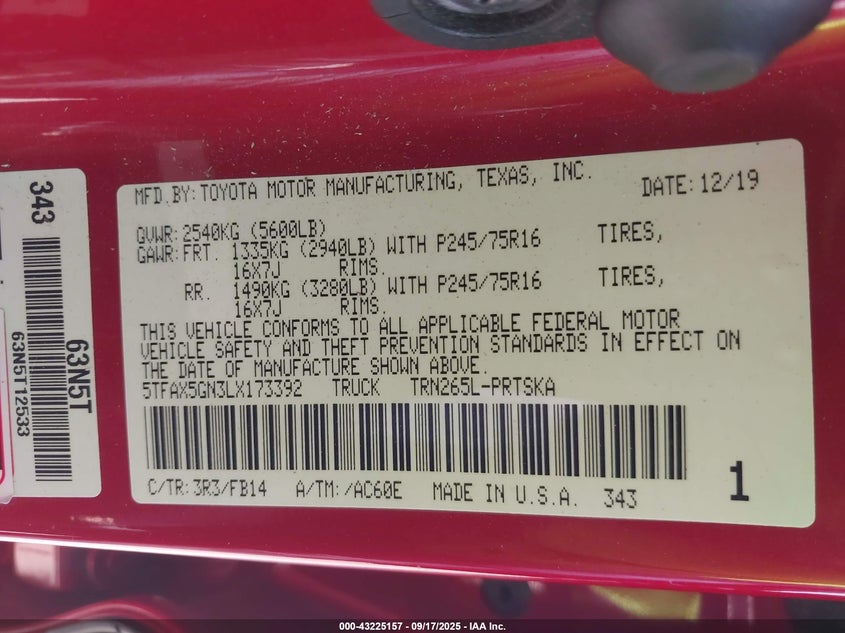 343
63N5T
63N5T12533
MFD.BY:TOYOTA MOTOR MANUFACTURING, TEXAS, INC. DATE:12/19
GVWR:2540KG (5600LB)
GAWR:FRT. 1335KG (2940LB) WITH P245/75R16 TIRES,
16X7J RIMS.
RR. 1490KG (3280LB) WITH P245/75R16 TIRES,
16X7J RIMS.
THIS VEHICLE CONFORMS TO ALL APPLICABLE FEDERAL MOTOR
VEHICLE SAFETY AND THEFT PREVENTION STANDARDS IN EFFECT ON
THE DATE OF MANUFACTURE SHOWN ABOVE.
5TFAX5GN3LX173392 TRUCK TRN265L-PRTSKA
C/TR:3R3/FB14 A/TM:/AC60E MADE IN U.S.A. 343 1
000-43225157 - 09/17/2025 - IAA Inc.